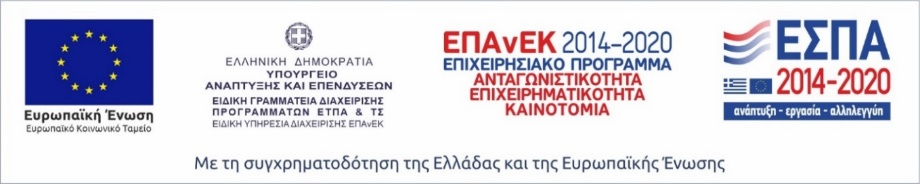 Ευρωπαϊκή Ένωση
Ευρωπαϊκό Κοινωνικό Ταμείο
ΕΛΛΗΝΙΚΗ ΔΗΜΟΚΡΑΤΙΑ
ΥΠΟΥΡΓΕΙΟ
ΑΝΑΠΤΥΞΗΣ ΚΑΙ ΕΠΕΝΔΥΣΕΩΝ
ΕΙΔΙΚΗ ΓΡΑΜΜΑΤΕΙΑ ΔΙΑΧΕΙΡΙΣΗΣ
ΠΡΟΓΡΑΜΜΑΤΩΝ ΕΤΠΑ & ΤΣ
ΕΙΔΙΚΗ ΥΠΗΡΕΣΙΑ ΔΙΑΧΕΙΡΙΣΗΣ ΕΠΑνΕΚ
ΕΠΑνΕΚ 2014–2020
ΕΠΙΧΕΙΡΗΣΙΑΚΟ ΠΡΟΓΡΑΜΜΑ
ΑΝΤΑΓΩΝΙΣΤΙΚΟΤΗΤΑ
ΕΠΙΧΕΙΡΗΜΑΤΙΚΟΤΗΤΑ
ΚΑΙΝΟΤΟΜΙΑ
ΕΣΠΑ
2014-2020
ανάπτυξη - εργασία - αλληλεγγύη
Με τη συγχρηματοδότηση της Ελλάδας και της Ευρωπαϊκής Ένωσης